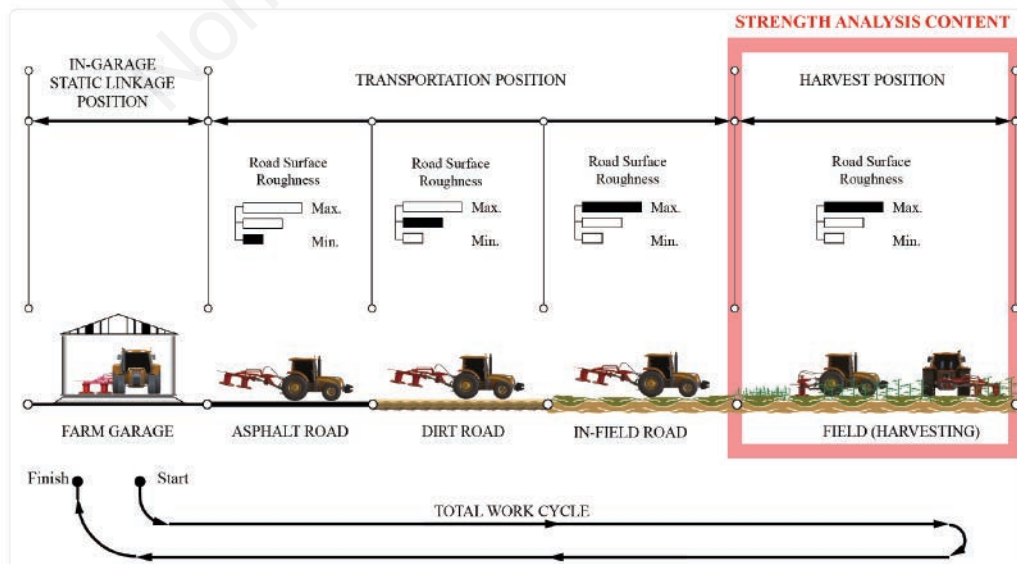 STRENGTH ANALYSIS CONTENT
IN-GARAGE
STATIC LINKAGE
POSITION
TRANSPORTATION POSITION
HARVEST POSITION
Road Surface
Roughness
Max.
Min.
Road Surface
Roughness
Max.
Min.
Road Surface
Roughness
Max.
Min.
Road Surface
Roughness
Max.
Min.
FARM GARAGE
ASPHALT ROAD
DIRT ROAD
IN-FIELD ROAD
FIELD (HARVESTING)
Finish
Start
TOTAL WORK CYCLE